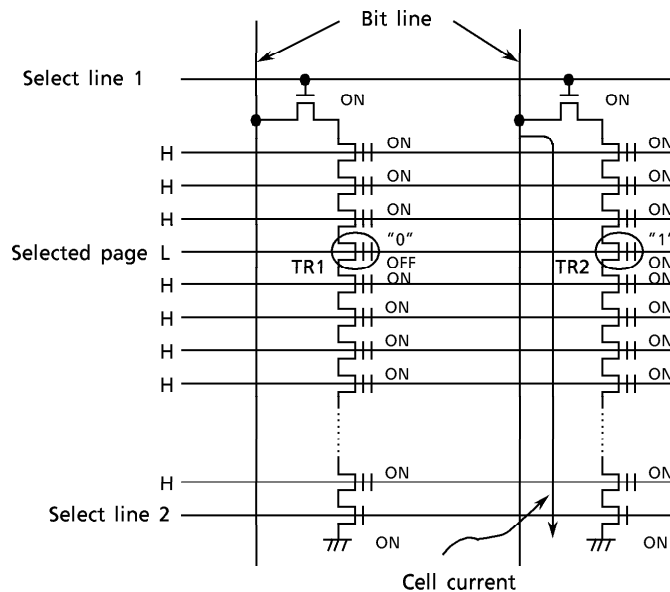 Bit line
Select line 1
ON ON
H ON ON
H ON ON
H ON ON
"0" "1"
Selected page L
TR1 OFF TR2 ON
H ON ON
H ON ON
H ON ON
H ON ON
H ON ON
Select line 2
ON ON
Cell current